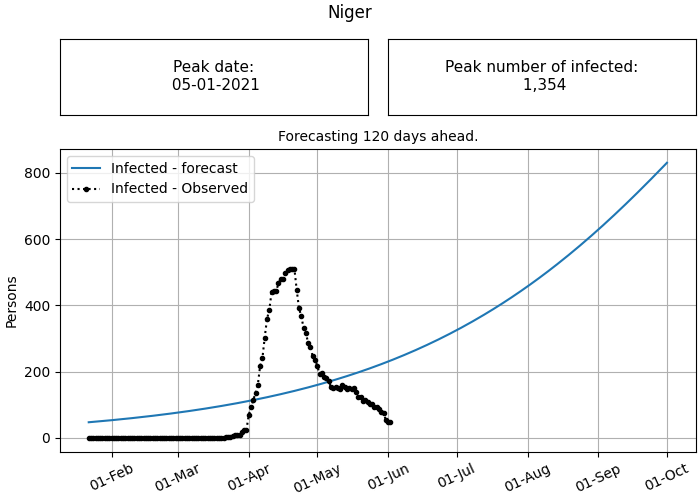 Niger
Peak date:
05-01-2021
Peak number of infected:
1,354
Forecasting 120 days ahead.
Infected - forecast
Infected - Observed
800
600
400
200
0
Persons
01-Feb
01-Mar
01-Apr
01-May
01-Jun
01-Jul
01-Aug
01-Sep
01-Oct